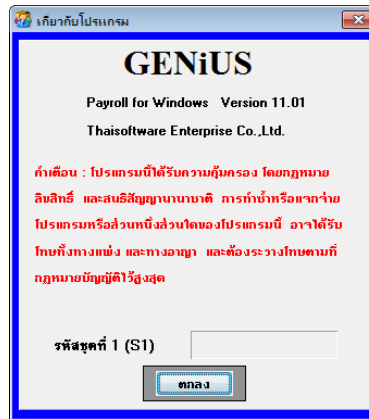 เกี่ยวกับโปรแกรม
GENiUS
Payroll for Windows Version 11.01
Thaisoftware Enterprise Co.,Ltd.
คำเตือน : โปรแกรมนี้ได้รับความคุ้มครอง โดยกฎหมาย
ลิขสิทธิ์ และสนธิสัญญานานาชาติ การทำซ้ำหรือแจกจ่าย
โปรแกรมหรือส่วนหนึ่งส่วนใดของโปรแกรมนี้ อาจได้รับ
โทษทั้งทางแพ่ง และทางอาญา และต้องระวางโทษตามที่
กฎหมายบัญญัติไว้สูงสุด
รหัสชุดที่ 1 (S1)
ตกลง